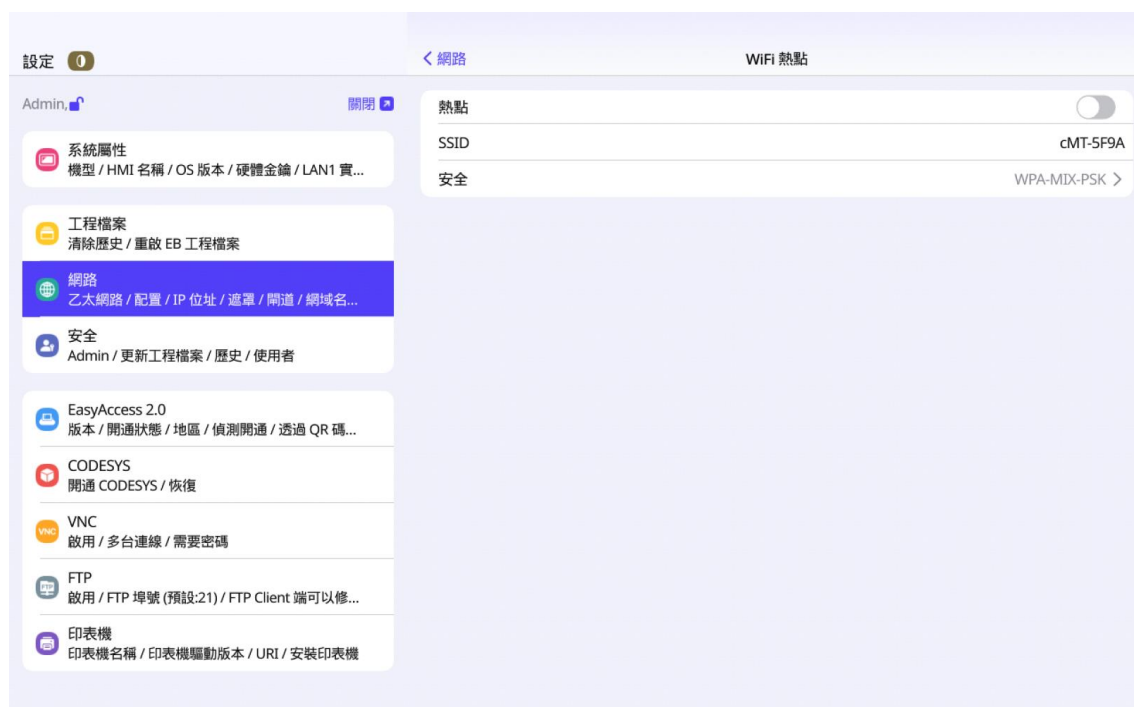 設定
Admin,
關閉
系統屬性
機型 / HMI 名稱 / OS 版本 / 硬體金鑰 / LAN1 實...
工程檔案
清除歷史 / 重啟 EB 工程檔案
網路
乙太網路 / 配置 / IP 位址 / 遮罩 / 閘道 / 網域名...
安全
Admin / 更新工程檔案 / 歷史 / 使用者
EasyAccess 2.0
版本 / 開通狀態 / 地區 / 偵測開通 / 透過 QR 碼...
CODESYS
開通 CODESYS / 恢復
VNC
VNC
啟用 / 多台連線 / 需要密碼
FTP
FTP
啟用 / FTP 埠號 (預設:21) / FTP Client 端可以修...
印表機
印表機名稱 / 印表機驅動版本 / URI / 安裝印表機
網路
WiFi 熱點
熱點
SSID cMT-5F9A
安全 WPA-MIX-PSK